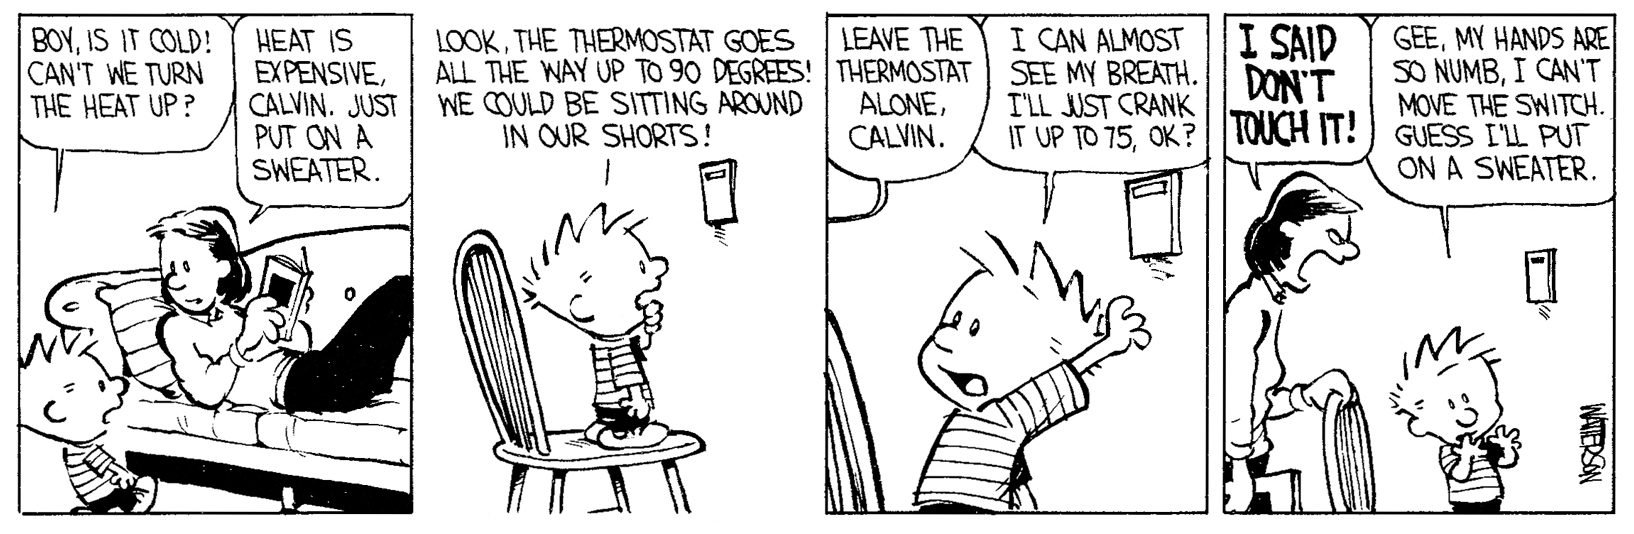 BOY, IS IT COLD!
CAN'T WE TURN
THE HEAT UP?
HEAT IS
EXPENSIVE,
CALVIN. JUST
PUT ON A
SWEATER.
LOOK, THE THERMOSTAT GOES
ALL THE WAY UP TO 90 DEGREES!
WE COULD BE SITTING AROUND
IN OUR SHORTS!
LEAVE THE
THERMOSTAT
ALONE,
CALVIN.
I CAN ALMOST
SEE MY BREATH.
I'LL JUST CRANK
IT UP TO 75, OK?
I SAID
DON'T
TOUCH IT!
GEE, MY HANDS ARE
SO NUMB, I CAN'T
MOVE THE SWITCH.
GUESS I'LL PUT
ON A SWEATER.
WATTERSON